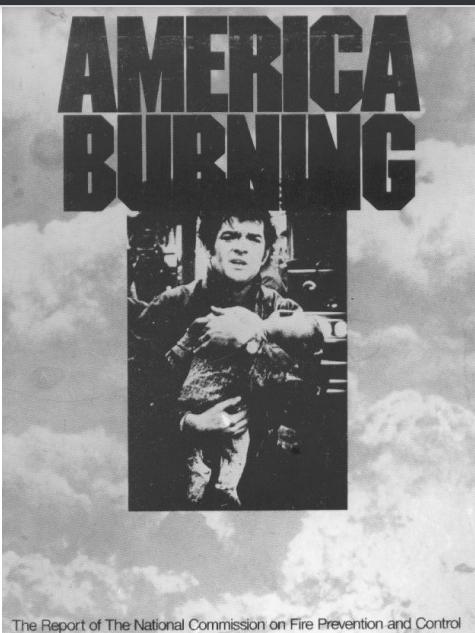 AMERICA
BURNING
The Report of The National Commission on Fire Prevention and Control